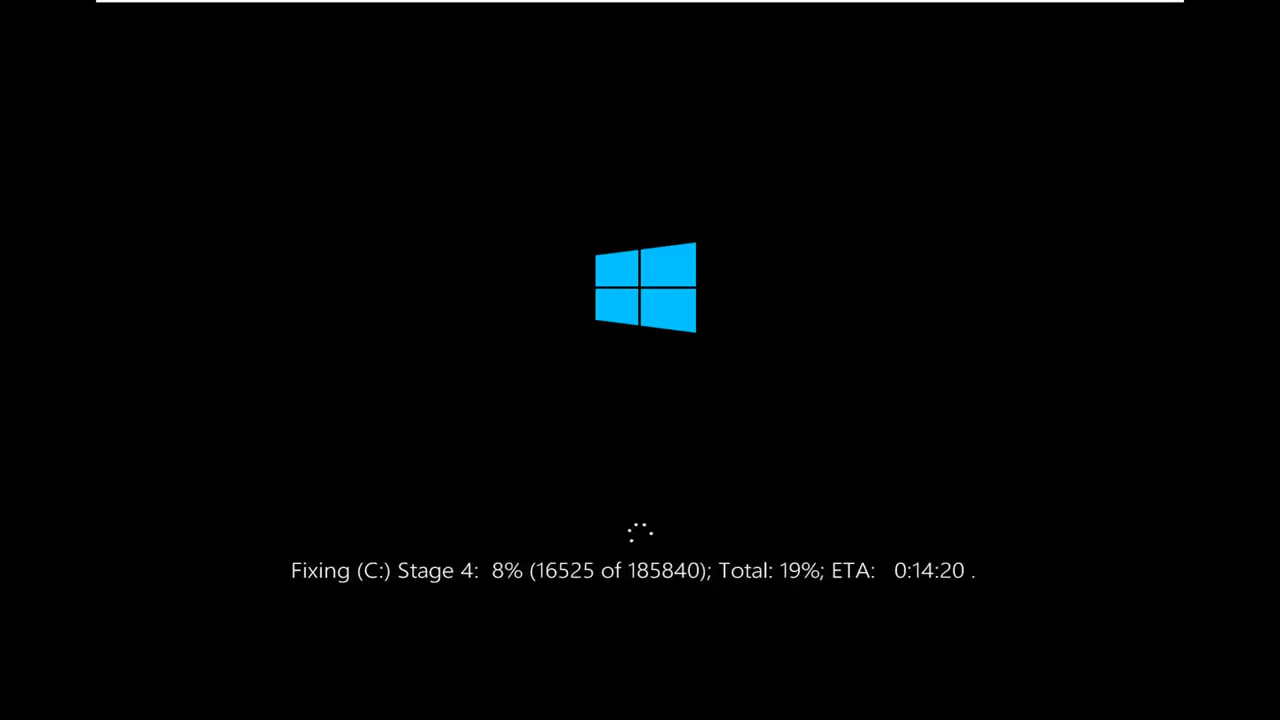 Fixing (C:) Stage 4:  8% (16525 of 185840); Total: 19%; ETA:   0:14:20 .